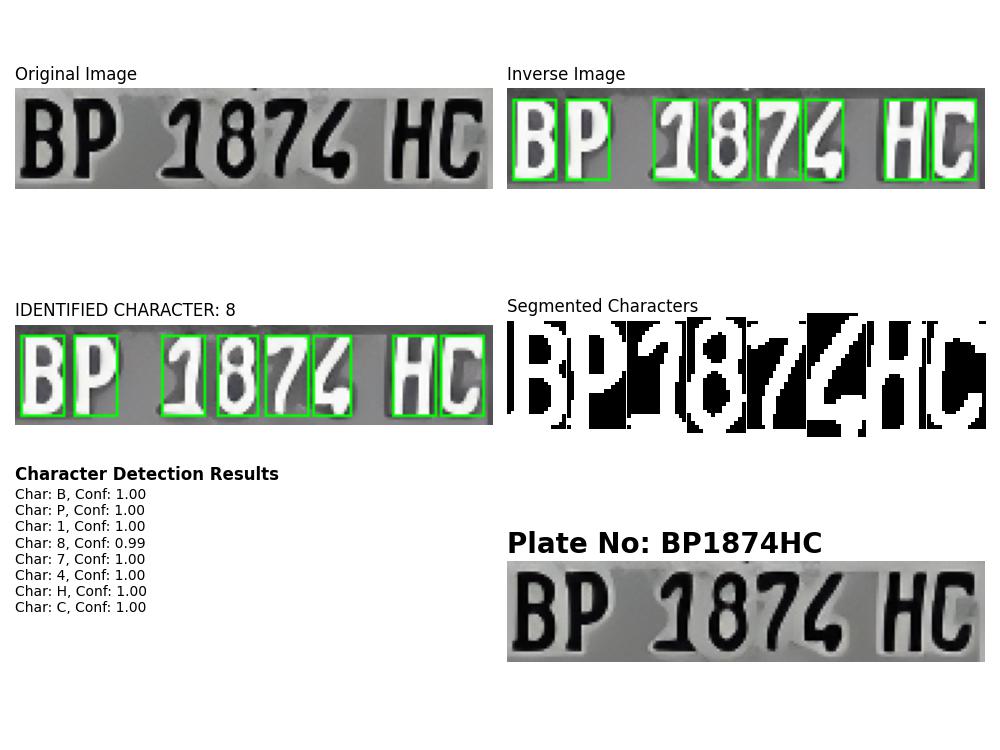 Original Image
BP 1874 HC
Inverse Image
BP 1874 HC
IDENTIFIED CHARACTER: 8
BP 1874 HC
Segmented Characters
BP1874HC
Character Detection Results
Char: B, Conf: 1.00
Char: P, Conf: 1.00
Char: 1, Conf: 1.00
Char: 8, Conf: 0.99
Char: 7, Conf: 1.00
Char: 4, Conf: 1.00
Char: H, Conf: 1.00
Char: C, Conf: 1.00
Plate No: BP1874HC
BP 1874 HC